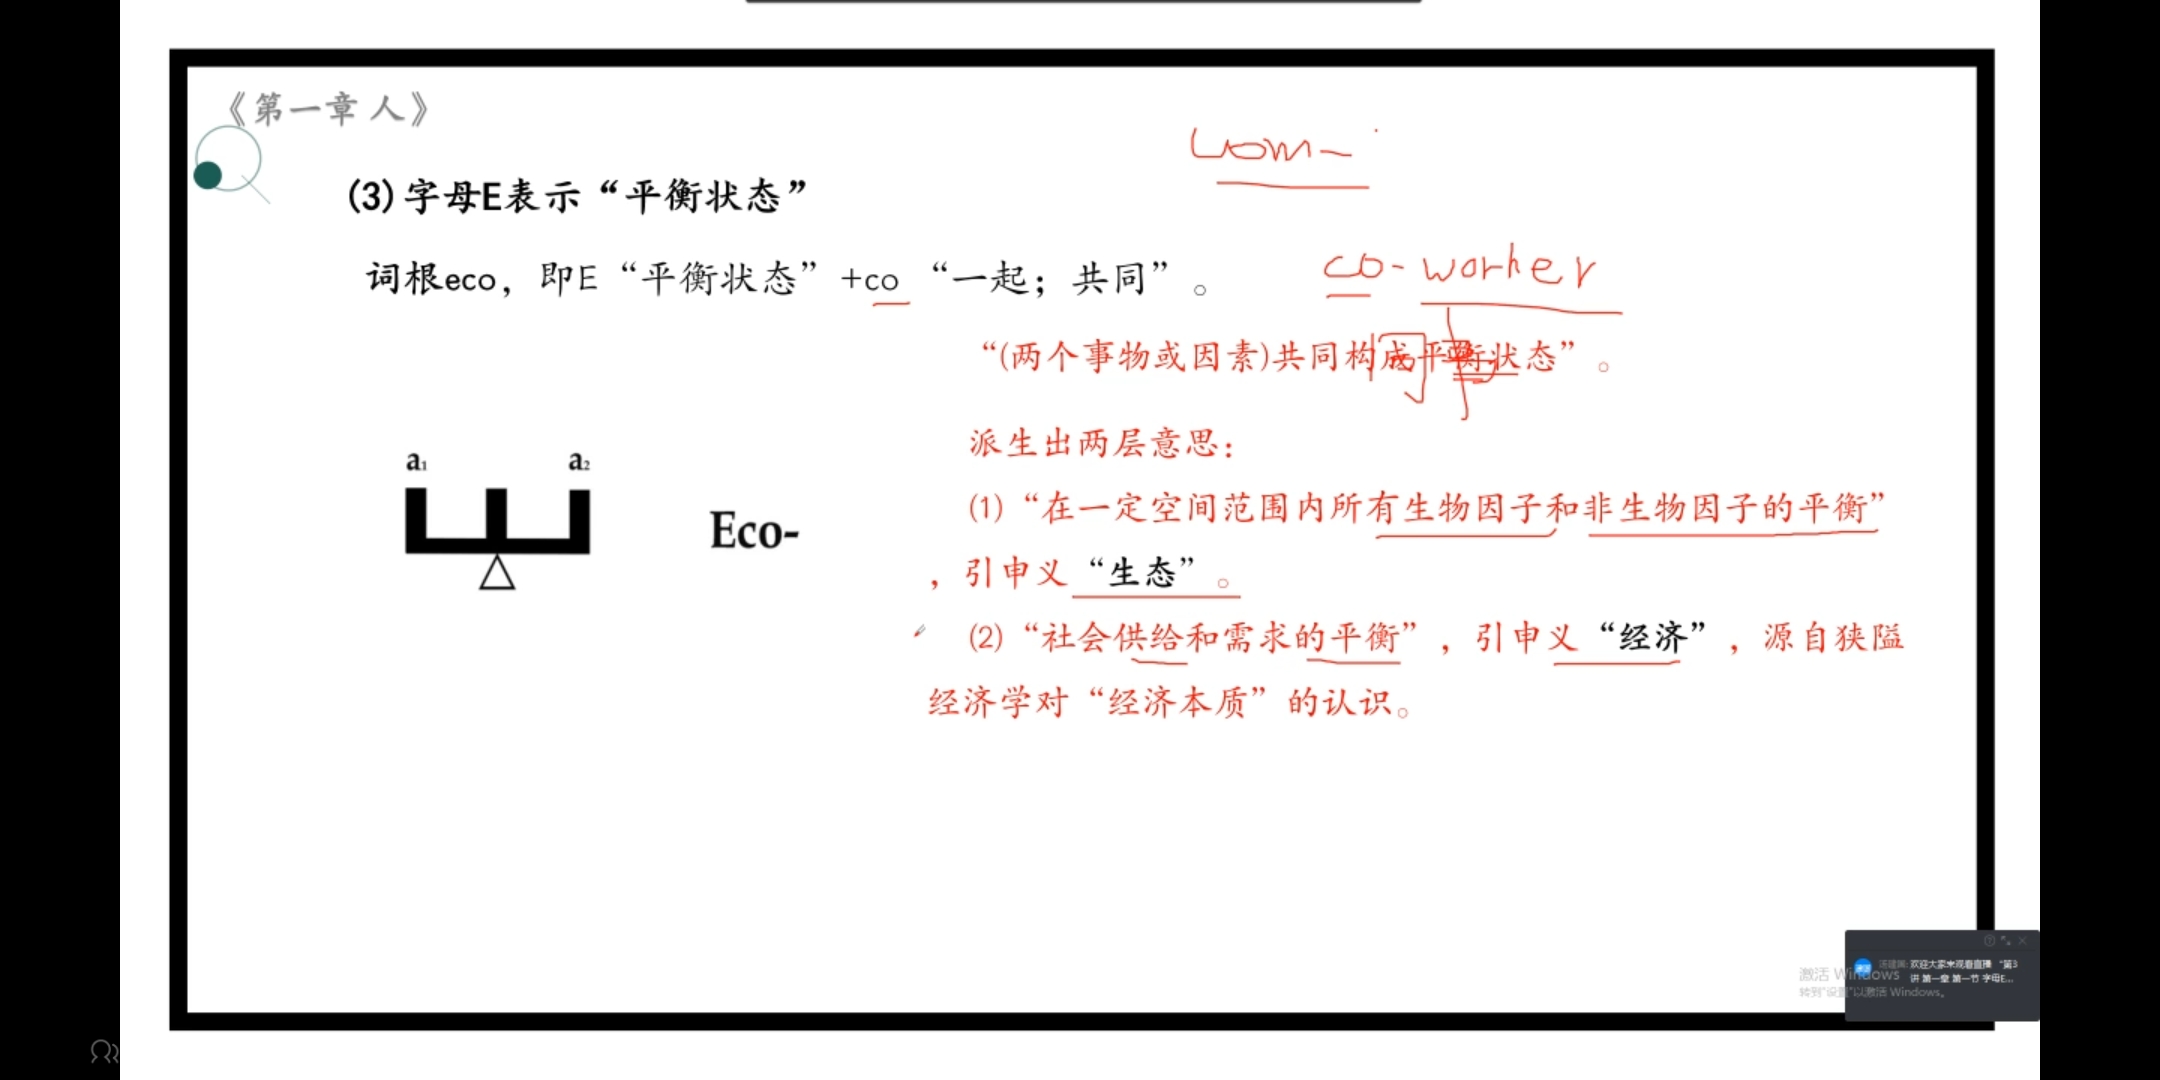 《第一章 人》
com-
(3)字母E表示“平衡状态”
co-worker
词根eco，即E“平衡状态”+co“一起；共同”。
“(两个事物或因素)共同构成平衡状态”。
派生出两层意思：
a1 a2
(1)“在一定空间范围内所有生物因子和非生物因子的平衡”
Eco-
，引申义“生态”。
(2)“社会供给和需求的平衡”，引申义“经济”，源自狭隘
经济学对“经济本质”的认识。
欢迎大家来观看直播 “第3
讲 第一章 第一节 字母E...
激活 Windows
转到“设置”以激活 Windows。